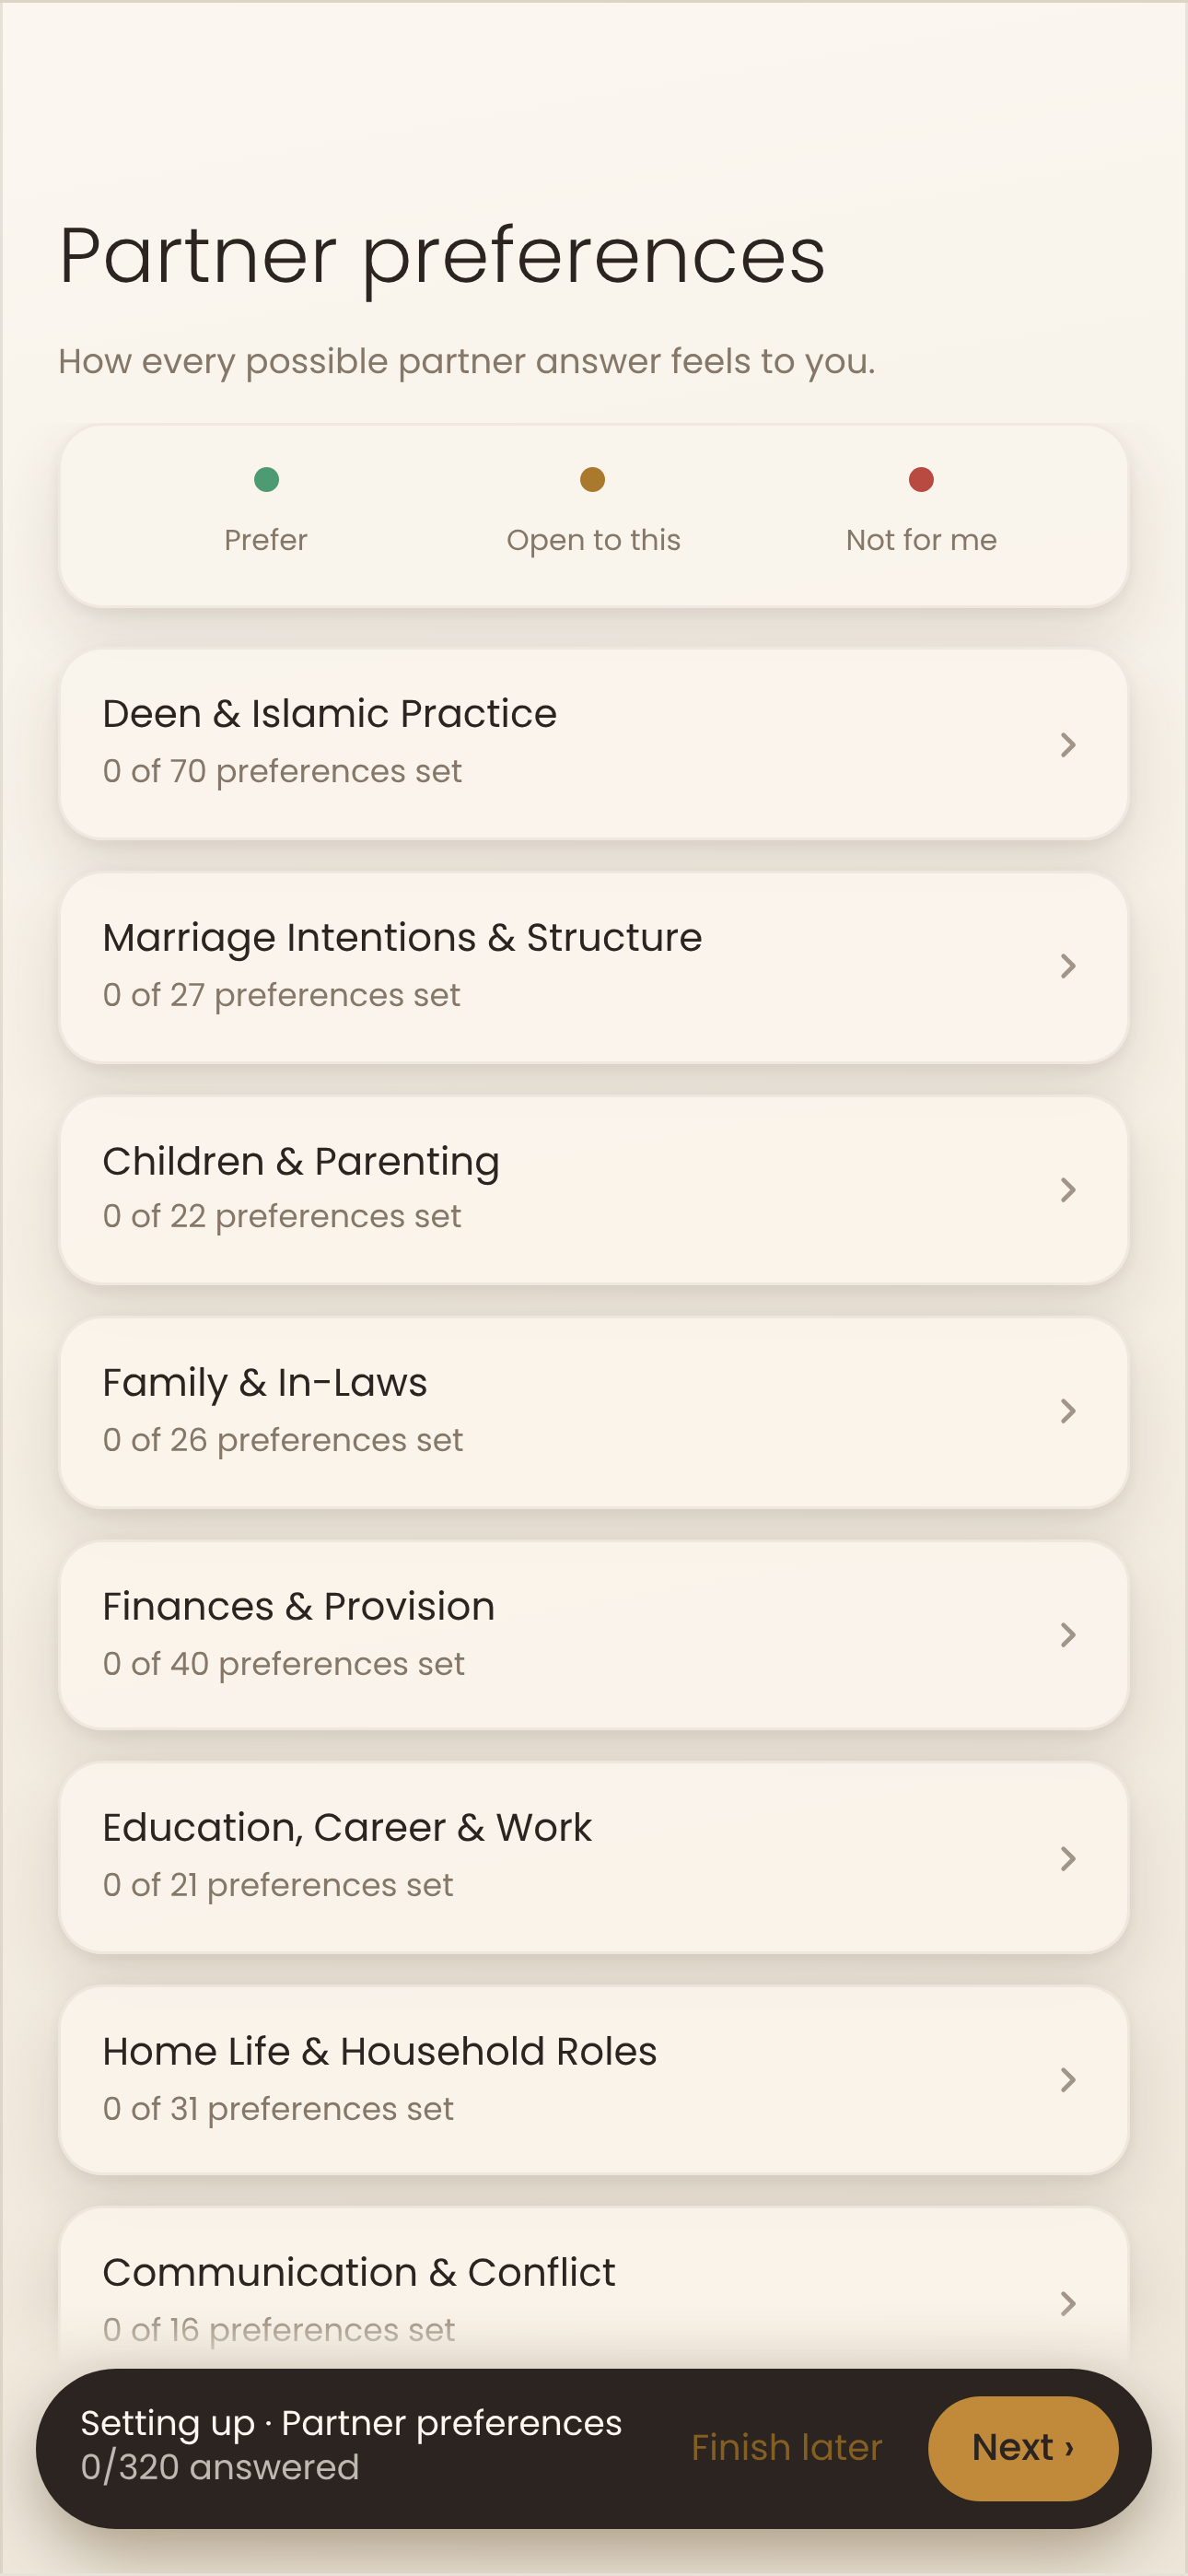 Partner preferences
How every possible partner answer feels to you.
Prefer
Open to this
Not for me
Deen & Islamic Practice
0 of 70 preferences set
Marriage Intentions & Structure
0 of 27 preferences set
Children & Parenting
0 of 22 preferences set
Family & In-Laws
0 of 26 preferences set
Finances & Provision
0 of 40 preferences set
Education, Career & Work
0 of 21 preferences set
Home Life & Household Roles
0 of 31 preferences set
Communication & Conflict
0 of 16 preferences set
Setting up · Partner preferences
0/320 answered
Finish later
Next ›